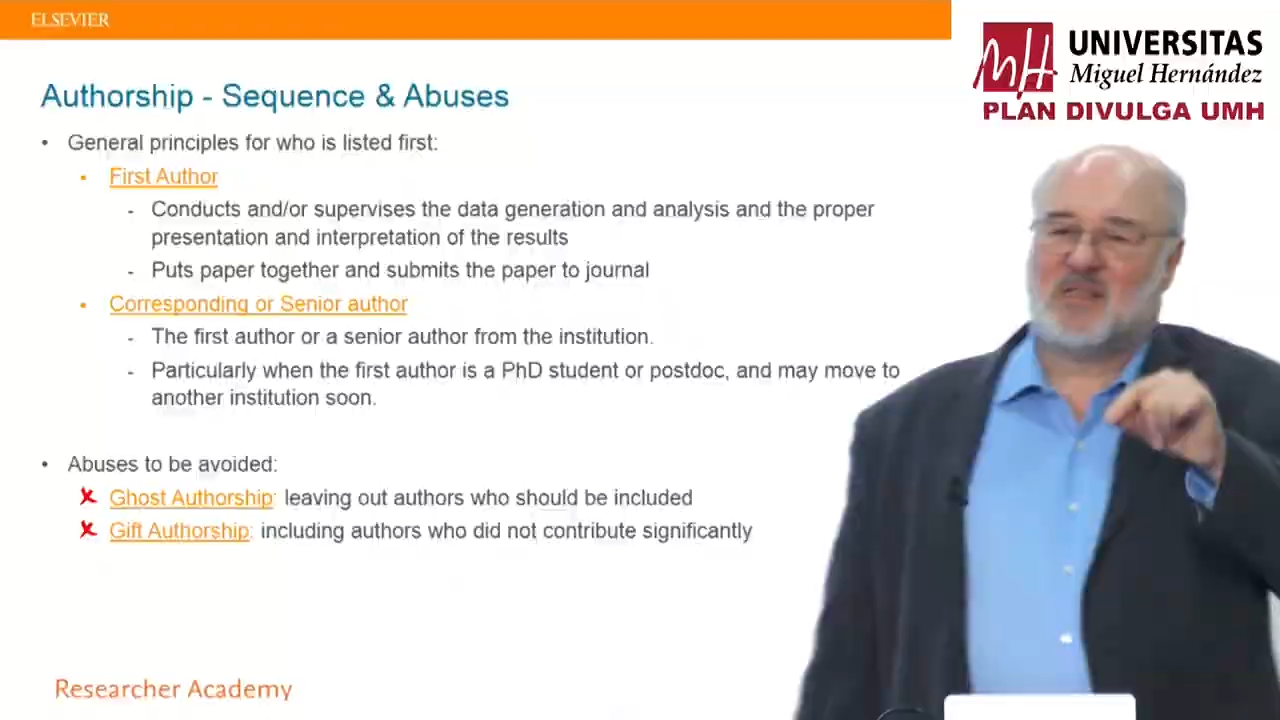 ELSEVIER
UNIVERSITAS
Miguel Hernández
PLAN DIVULGA UMH
Authorship - Sequence & Abuses
• General principles for who is listed first:
• First Author
- Conducts and/or supervises the data generation and analysis and the proper
presentation and interpretation of the results
- Puts paper together and submits the paper to journal
• Corresponding or Senior author
- The first author or a senior author from the institution.
- Particularly when the first author is a PhD student or postdoc, and may move to
another institution soon.
• Abuses to be avoided:
✗ Ghost Authorship: leaving out authors who should be included
✗ Gift Authorship: including authors who did not contribute significantly
Researcher Academy